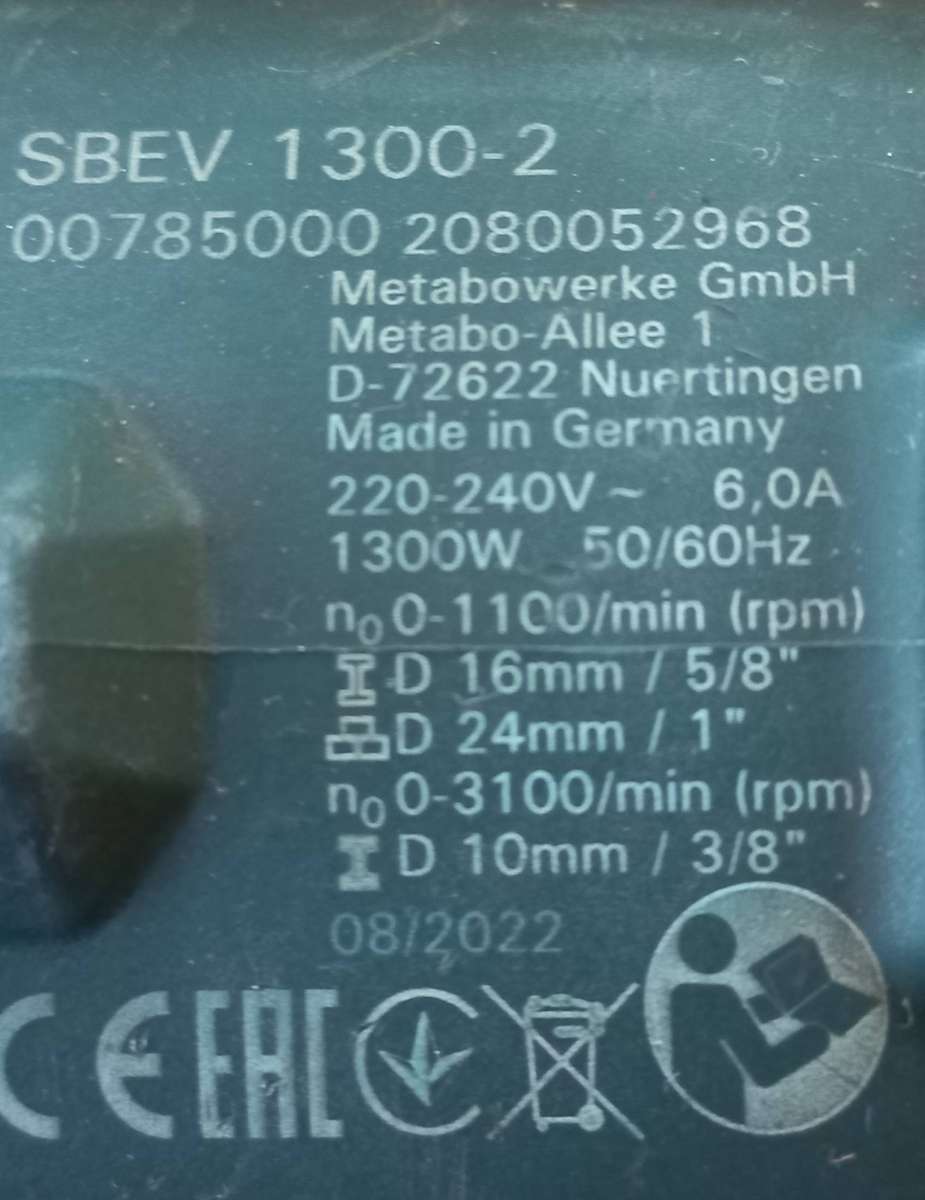 SBEV 1300-2
00785000 2080052968
Metabowerke GmbH
Metabo-Allee 1
D-72622 Nuertingen
Made in Germany
220-240V~ 6,0A
1300W 50/60Hz
n₀ 0-1100/min (rpm)
D 16mm / 5/8"
D 24mm / 1"
n₀ 0-3100/min (rpm)
D 10mm / 3/8"
08/2022
CE EAC